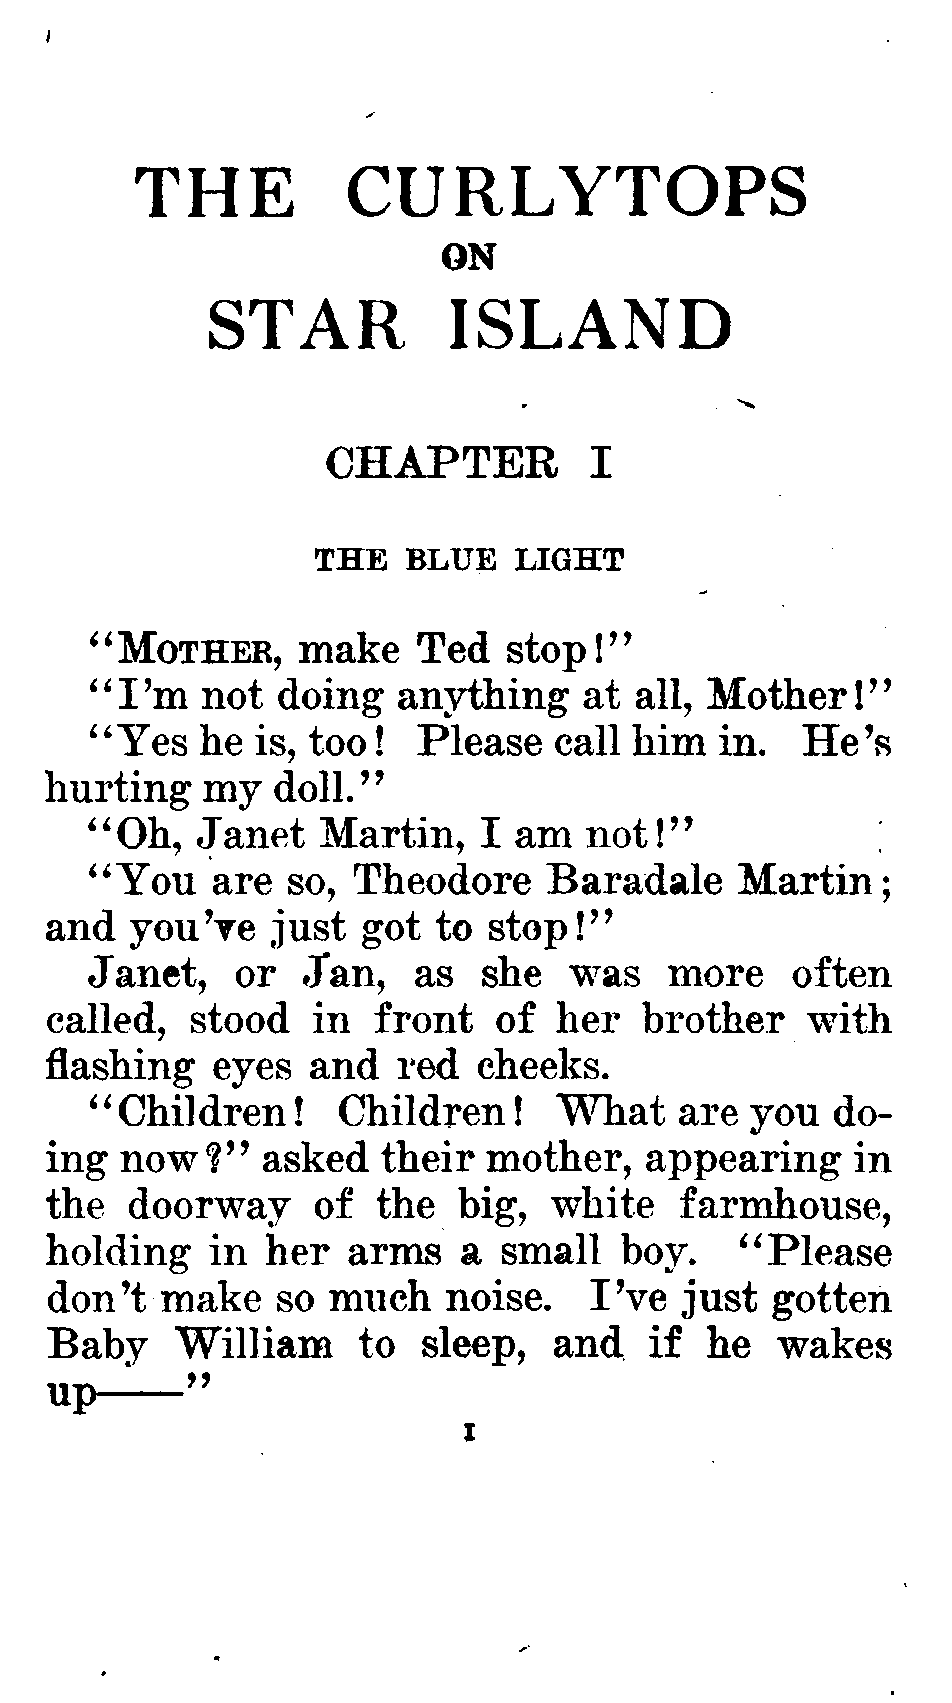 THE CURLYTOPS
ON
STAR ISLAND
CHAPTER I
THE BLUE LIGHT
“MOTHER, make Ted stop!”
“I’m not doing anything at all, Mother!”
“Yes he is, too! Please call him in. He’s
hurting my doll.”
“Oh, Janet Martin, I am not!”
“You are so, Theodore Baradale Martin;
and you’ve just got to stop!”
Janet, or Jan, as she was more often
called, stood in front of her brother with
flashing eyes and red cheeks.
“Children! Children! What are you do-
ing now?” asked their mother, appearing in
the doorway of the big, white farmhouse,
holding in her arms a small boy. “Please
don’t make so much noise. I’ve just gotten
Baby William to sleep, and if he wakes
up——”
I